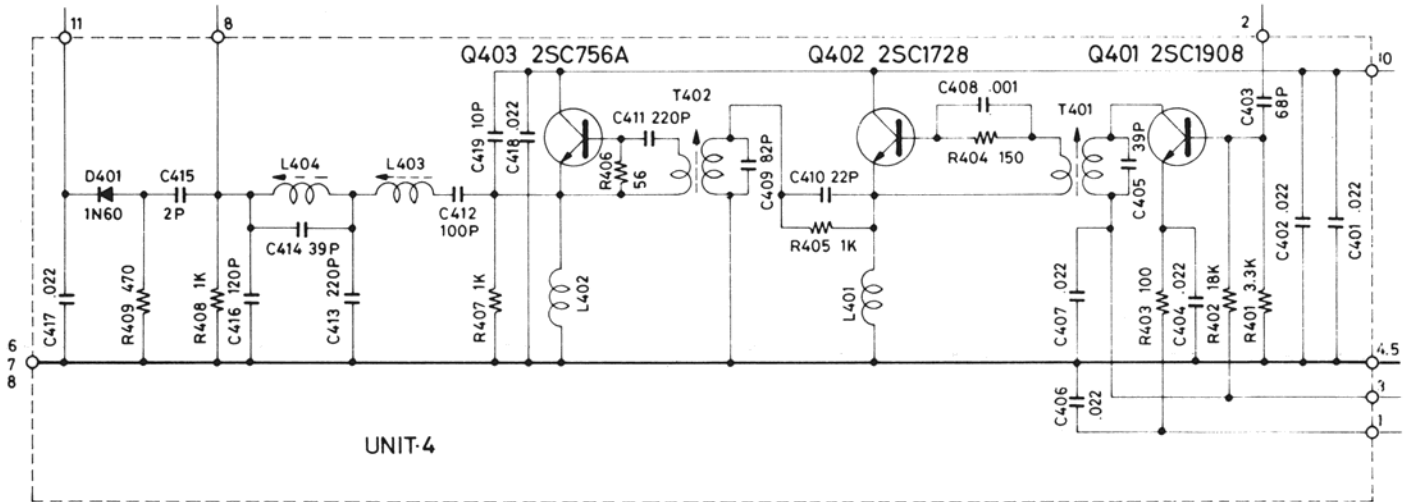 11
8
2
Q403 2SC756A
Q402 2SC1728
Q401 2SC1908
10
C419 10P
C418 .022
C411 220P
T402
R406
56
C409 82P
C408 .001
R404 150
T401
39P
C405
C403
68P
D401
1N60
C415
2P
L404
L403
C414 39P
C412
100P
C410 22P
R405 1K
C417 .022
R409 470
R408 1K
C416 120P
C413 220P
R407 1K
L402
L401
C407 .022
R403 100
C404 .022
R402 18K
R401 3.3K
C402 .022
C401 .022
6
7
8
4.5
C406
.022
3
1
UNIT-4